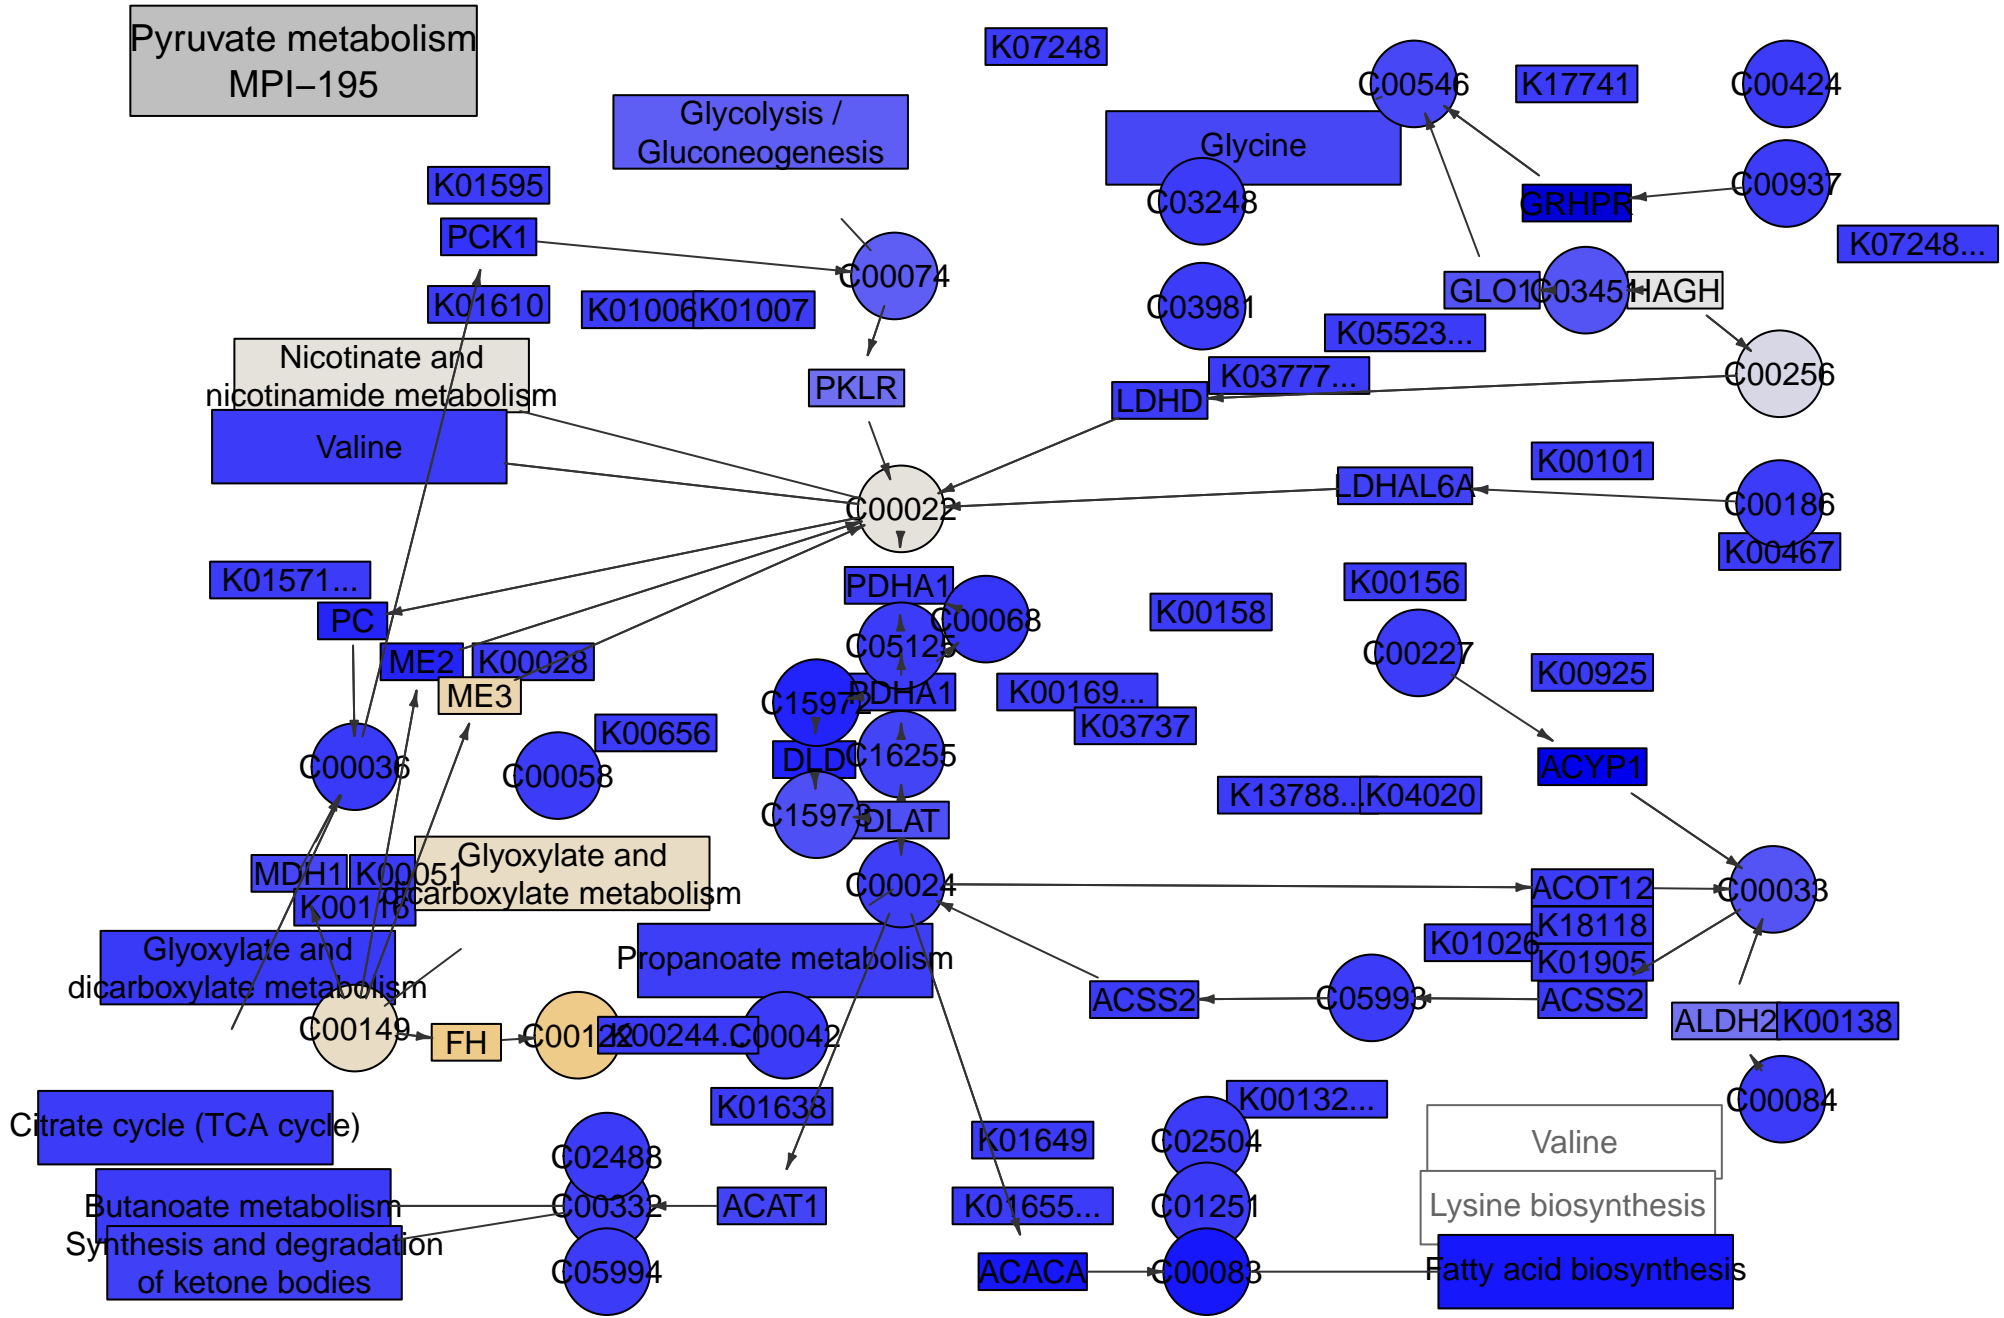 Pyruvate metabolism
MPI−195
K07248
C00546
K17741
C00424
Glycolysis /
Gluconeogenesis
Glycine
K01595
C03248
GRHPR
C00937
PCK1
K07248...
C00074
K01610
K01006
K01007
C03981
GLO1
C03451
HAGH
K05523...
Nicotinate and
nicotinamide metabolism
PKLR
K03777...
LDHD
C00256
Valine
K00101
LDHAL6A
C00022
C00186
K00467
K01571...
PDHA1
K00156
PC
C00068
K00158
C05125
C00227
ME2
K00028
ME3
PDHA1
K00169...
K00925
C15972
K03737
K00656
C00036
C00058
DLD
C16255
ACYP1
K13788...
K04020
C15973
DLAT
Glyoxylate and
dicarboxylate metabolism
MDH1
K00051
K00116
C00024
ACOT12
C00033
K18118
K01026
K01905
Glyoxylate and
dicarboxylate metabolism
Propanoate metabolism
ACSS2
C05993
ACSS2
C00149
FH
C00122
K00244...
C00042
ALDH2
K00138
K01638
K00132...
C00084
Citrate cycle (TCA cycle)
C02488
K01649
C02504
Valine
Butanoate metabolism
C00332
ACAT1
K01655...
C01251
Lysine biosynthesis
Synthesis and degradation
of ketone bodies
C05994
ACACA
C00083
Fatty acid biosynthesis